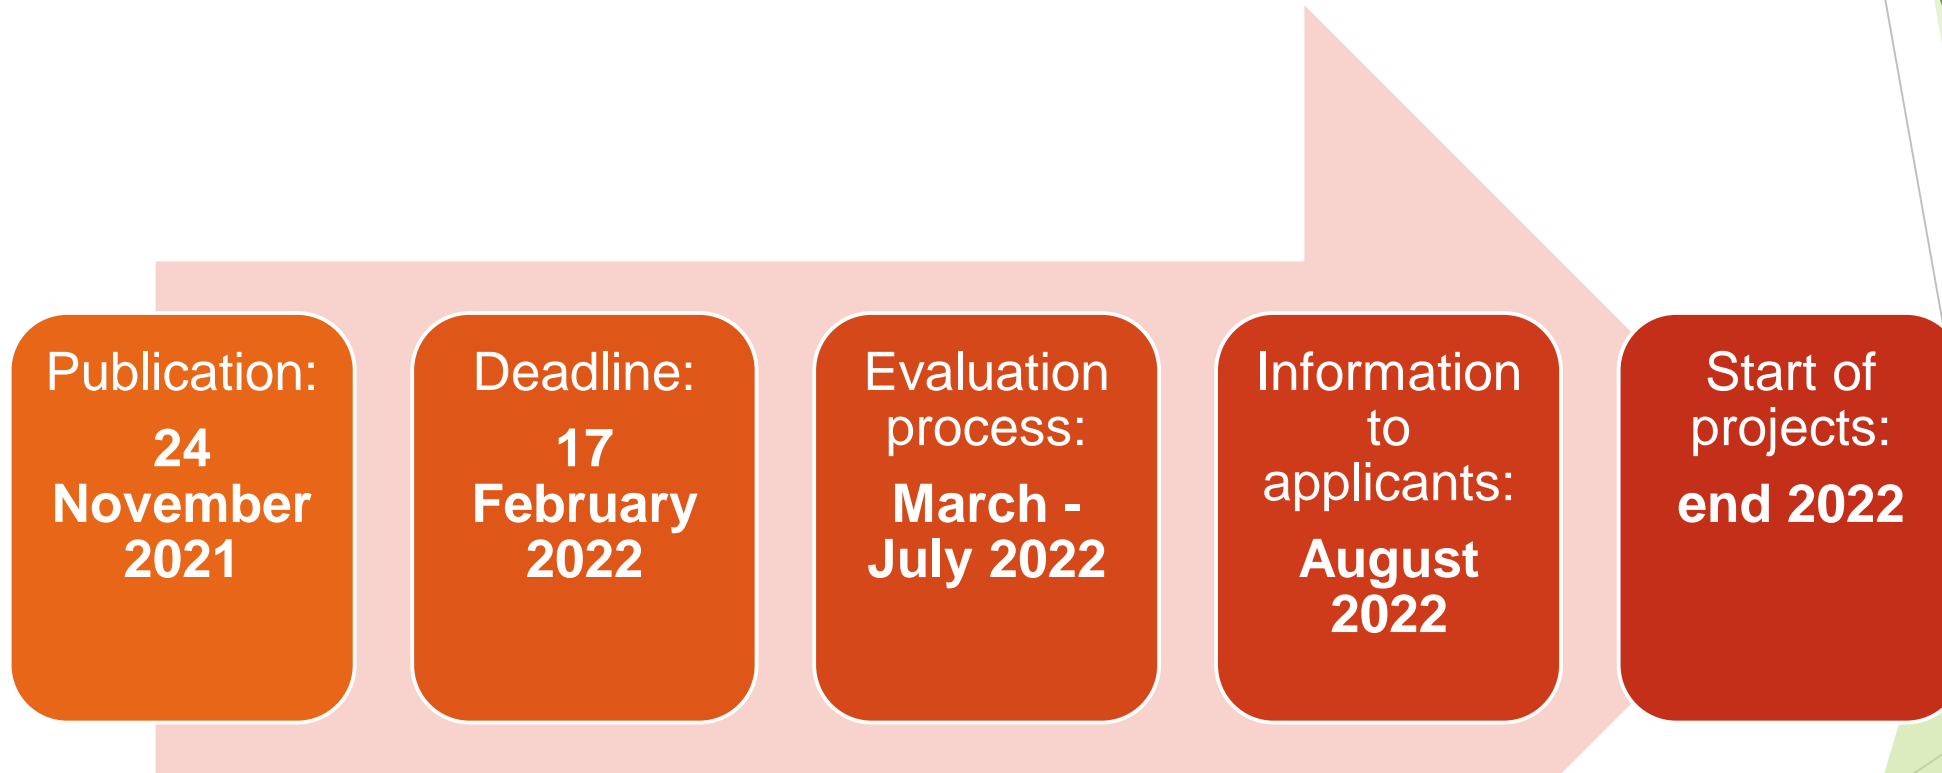 Publication:
24
November
2021
Deadline:
17
February
2022
Evaluation
process:
March -
July 2022
Information
to
applicants:
August
2022
Start of
projects:
end 2022